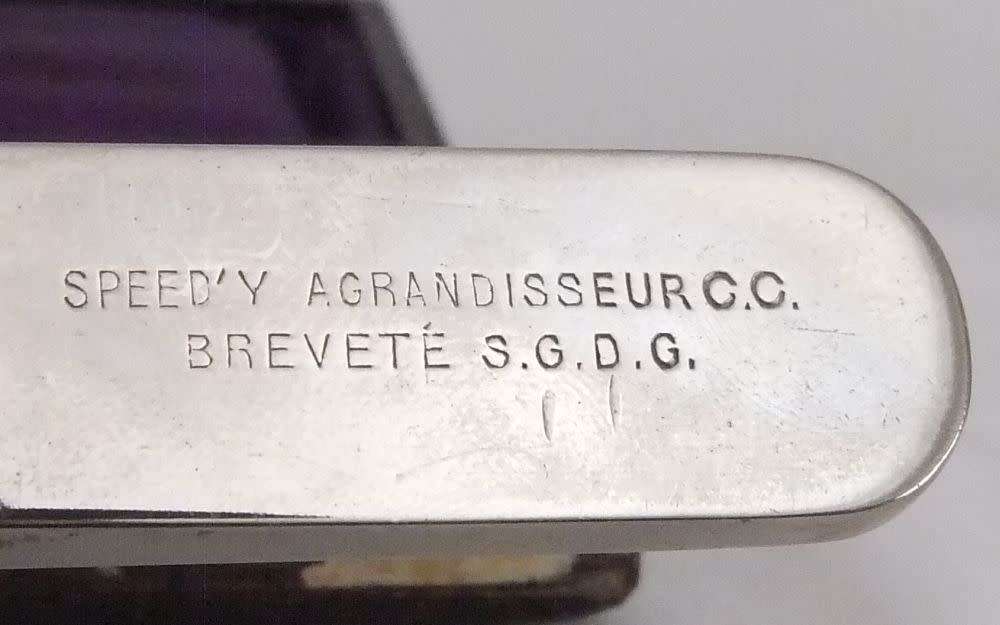 SPEED'Y AGRANDISSEUR C.C.
BREVETÉ S.G.D.G.